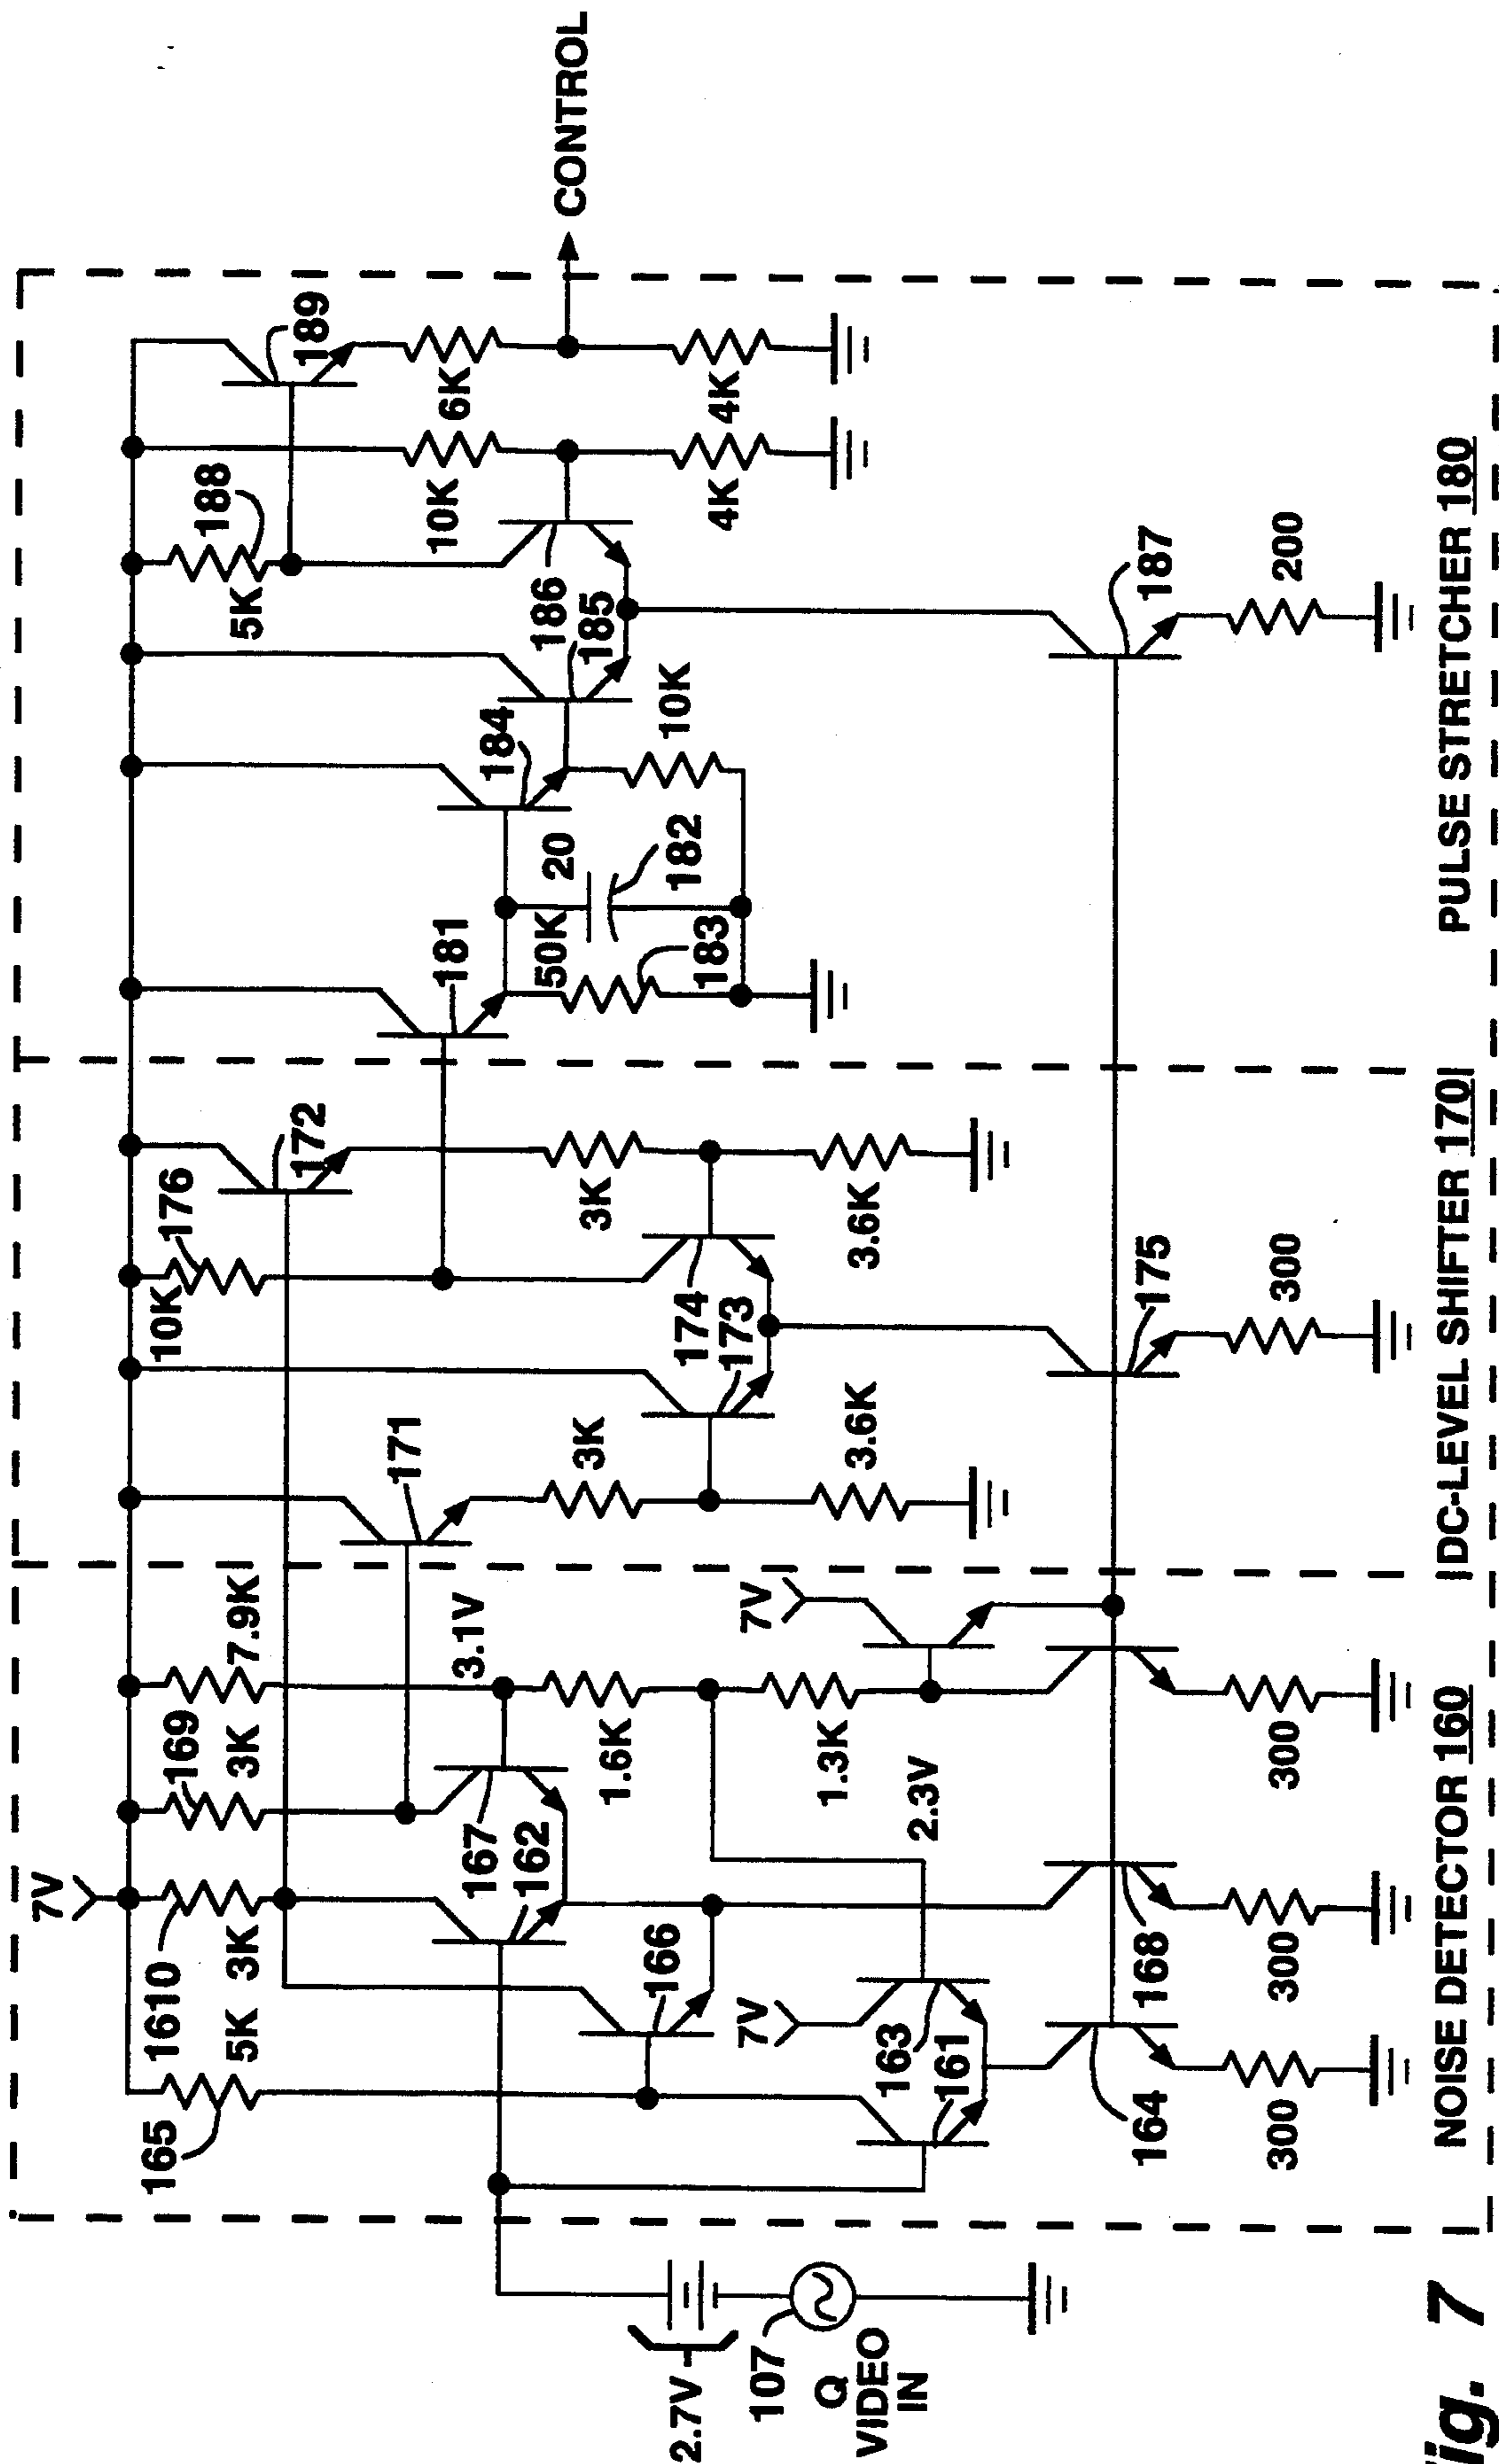 7V
165
5K
1610
3K
169
3K
7.9K
167
162
3.1V
166
1.6K
7V
163
161
1.3K
2.3V
7V
164
168
300
300
300
2.7V
107
Q
VIDEO
IN
NOISE DETECTOR 160
171
10K
176
172
3K
174
173
3K
3.6K
3.6K
175
300
DC-LEVEL SHIFTER 170
181
50K
183
20
182
184
10K
186
185
5K
188
10K
6K
189
4K
4K
187
200
CONTROL
PULSE STRETCHER 180
ig. 7